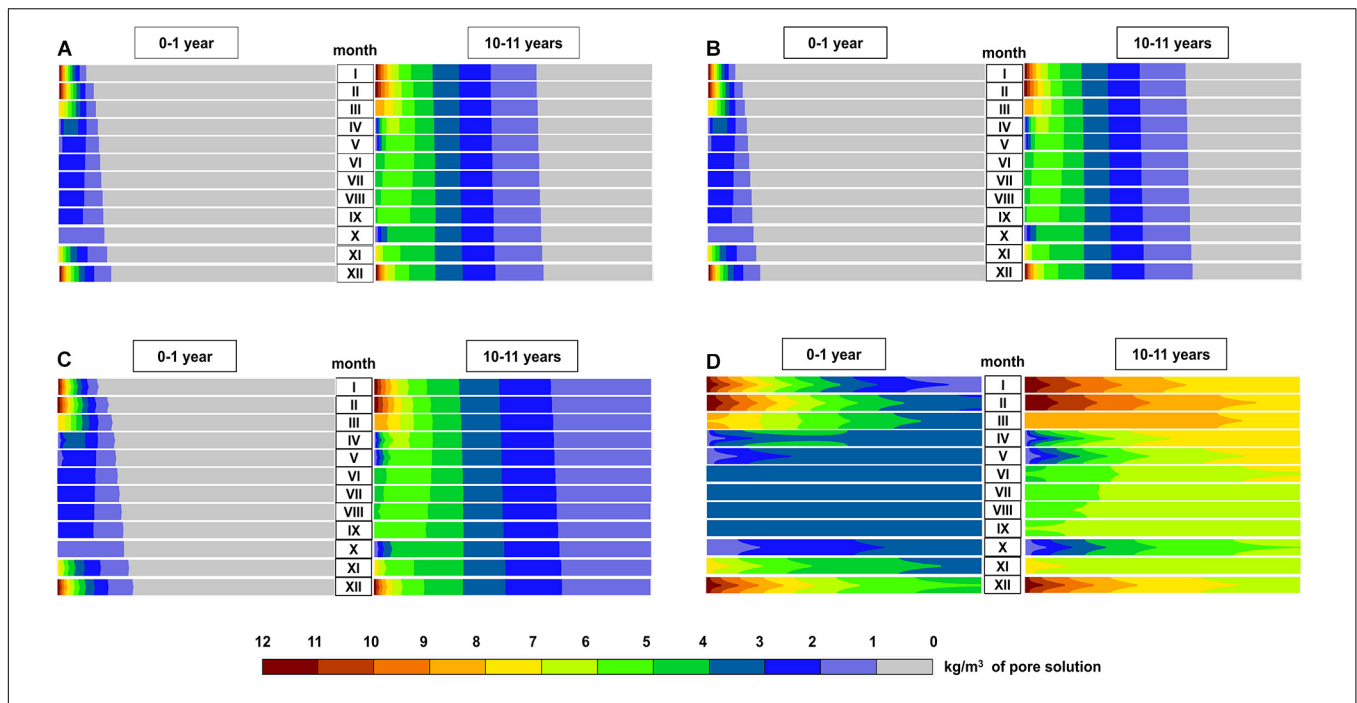 A
0-1 year
month
10-11 years
I
II
III
IV
V
VI
VII
VIII
IX
X
XI
XII
B
0-1 year
month
10-11 years
I
II
III
IV
V
VI
VII
VIII
IX
X
XI
XII
C
0-1 year
month
10-11 years
I
II
III
IV
V
VI
VII
VIII
IX
X
XI
XII
D
0-1 year
month
10-11 years
I
II
III
IV
V
VI
VII
VIII
IX
X
XI
XII
12 11 10 9 8 7 6 5 4 3 2 1 0
kg/m³ of pore solution